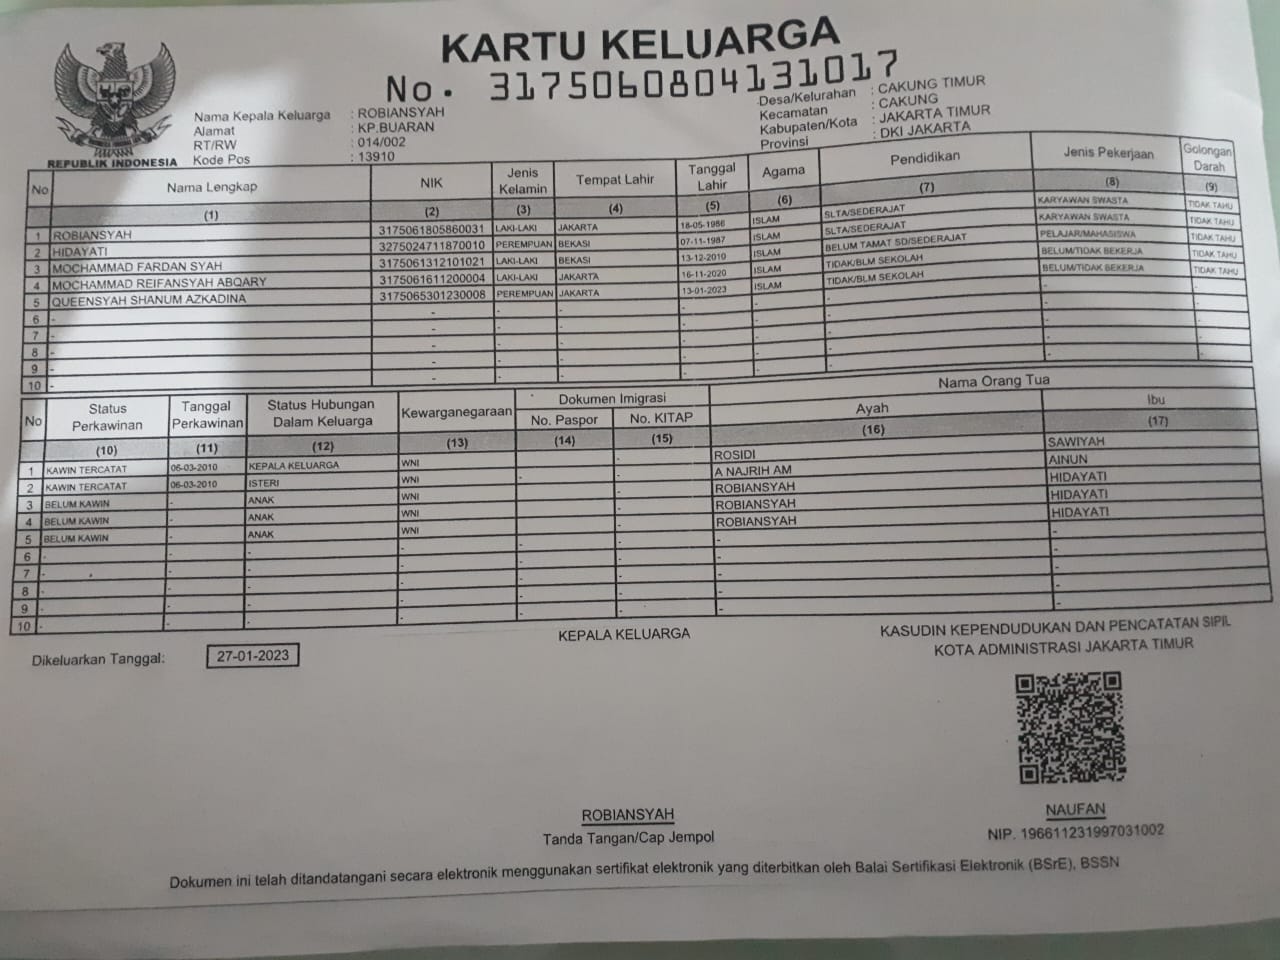 KARTU KELUARGA
No. 3175060804131017
REPUBLIK INDONESIA
Nama Kepala Keluarga : ROBIANSYAH
Alamat : KP.BUARAN
RT/RW : 014/002
Kode Pos : 13910
Desa/Kelurahan : CAKUNG TIMUR
Kecamatan : CAKUNG
Kabupaten/Kota : JAKARTA TIMUR
Provinsi : DKI JAKARTA
No Nama Lengkap NIK Jenis Kelamin Tempat Lahir Tanggal Lahir Agama Pendidikan Jenis Pekerjaan Golongan Darah
(1) (2) (3) (4) (5) (6) (7) (8) (9)
1 ROBIANSYAH 3175061805860031 LAKI-LAKI JAKARTA 18-05-1986 ISLAM SLTA/SEDERAJAT KARYAWAN SWASTA TIDAK TAHU
2 HIDAYATI 3275024711870010 PEREMPUAN BEKASI 07-11-1987 ISLAM SLTA/SEDERAJAT KARYAWAN SWASTA TIDAK TAHU
3 MOCHAMMAD FARDAN SYAH 3175061312101021 LAKI-LAKI BEKASI 13-12-2010 ISLAM BELUM TAMAT SD/SEDERAJAT PELAJAR/MAHASISWA TIDAK TAHU
4 MOCHAMMAD REIFANSYAH ABQARY 3175061611200004 LAKI-LAKI JAKARTA 16-11-2020 ISLAM TIDAK/BLM SEKOLAH BELUM/TIDAK BEKERJA TIDAK TAHU
5 QUEENSYAH SHANUM AZKADINA 3175065301230008 PEREMPUAN JAKARTA 13-01-2023 ISLAM TIDAK/BLM SEKOLAH BELUM/TIDAK BEKERJA TIDAK TAHU
6 - - - - - - - - -
7 - - - - - - - - -
8 - - - - - - - - -
9 - - - - - - - - -
10 - - - - - - - - -
No Status Perkawinan Tanggal Perkawinan Status Hubungan Dalam Keluarga Kewarganegaraan Dokumen Imigrasi Nama Orang Tua
No. Paspor No. KITAP Ayah Ibu
(10) (11) (12) (13) (14) (15) (16) (17)
1 KAWIN TERCATAT 06-03-2010 KEPALA KELUARGA WNI - ROSIDI SAWIYAH
2 KAWIN TERCATAT 06-03-2010 ISTERI WNI - - A NAJRIH AM AINUN
3 BELUM KAWIN - ANAK WNI - - ROBIANSYAH HIDAYATI
4 BELUM KAWIN - ANAK WNI - - ROBIANSYAH HIDAYATI
5 BELUM KAWIN - ANAK WNI - - ROBIANSYAH HIDAYATI
6 - - - - - - - -
7 - - - - - - - -
8 - - - - - - - -
9 - - - - - - - -
10 - - - - - - - -
Dikeluarkan Tanggal: 27-01-2023
KEPALA KELUARGA
KASUDIN KEPENDUDUKAN DAN PENCATATAN SIPIL
KOTA ADMINISTRASI JAKARTA TIMUR
ROBIANSYAH
Tanda Tangan/Cap Jempol
NAUFAN
NIP. 196611231997031002
Dokumen ini telah ditandatangani secara elektronik menggunakan sertifikat elektronik yang diterbitkan oleh Balai Sertifikasi Elektronik (BSrE), BSSN